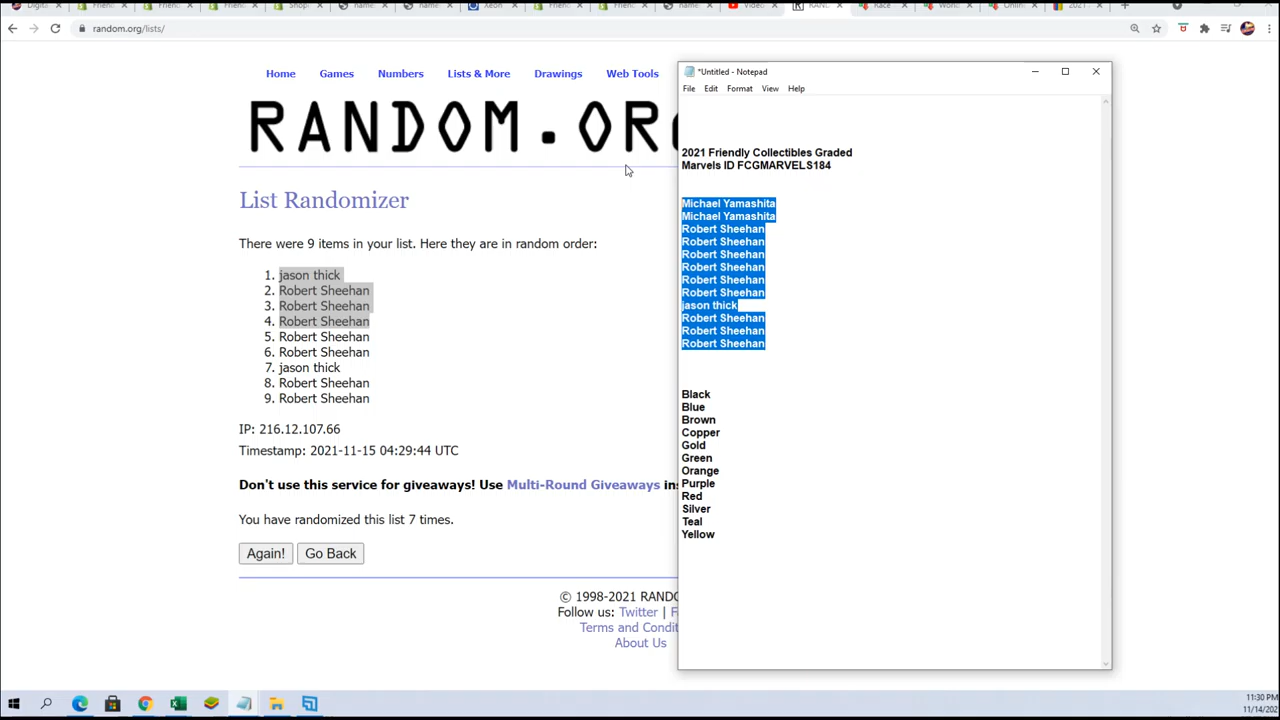 random.org/lists/
Home Games Numbers Lists & More Drawings Web Tools
RANDOM.ORG
List Randomizer
There were 9 items in your list. Here they are in random order:
1. jason thick
2. Robert Sheehan
3. Robert Sheehan
4. Robert Sheehan
5. Robert Sheehan
6. Robert Sheehan
7. jason thick
8. Robert Sheehan
9. Robert Sheehan
IP: 216.12.107.66
Timestamp: 2021-11-15 04:29:44 UTC
Don't use this service for giveaways! Use Multi-Round Giveaways
You have randomized this list 7 times.
Again! Go Back
© 1998-2021
Follow us: Twitter |
Terms and
About Us
*Untitled - Notepad
File Edit Format View Help
2021 Friendly Collectibles Graded
Marvels ID FCGMARVELS184
Michael Yamashita
Michael Yamashita
Robert Sheehan
Robert Sheehan
Robert Sheehan
Robert Sheehan
Robert Sheehan
Robert Sheehan
jason thick
Robert Sheehan
Robert Sheehan
Robert Sheehan
Black
Blue
Brown
Copper
Gold
Green
Orange
Purple
Red
Silver
Teal
Yellow
11:30 PM